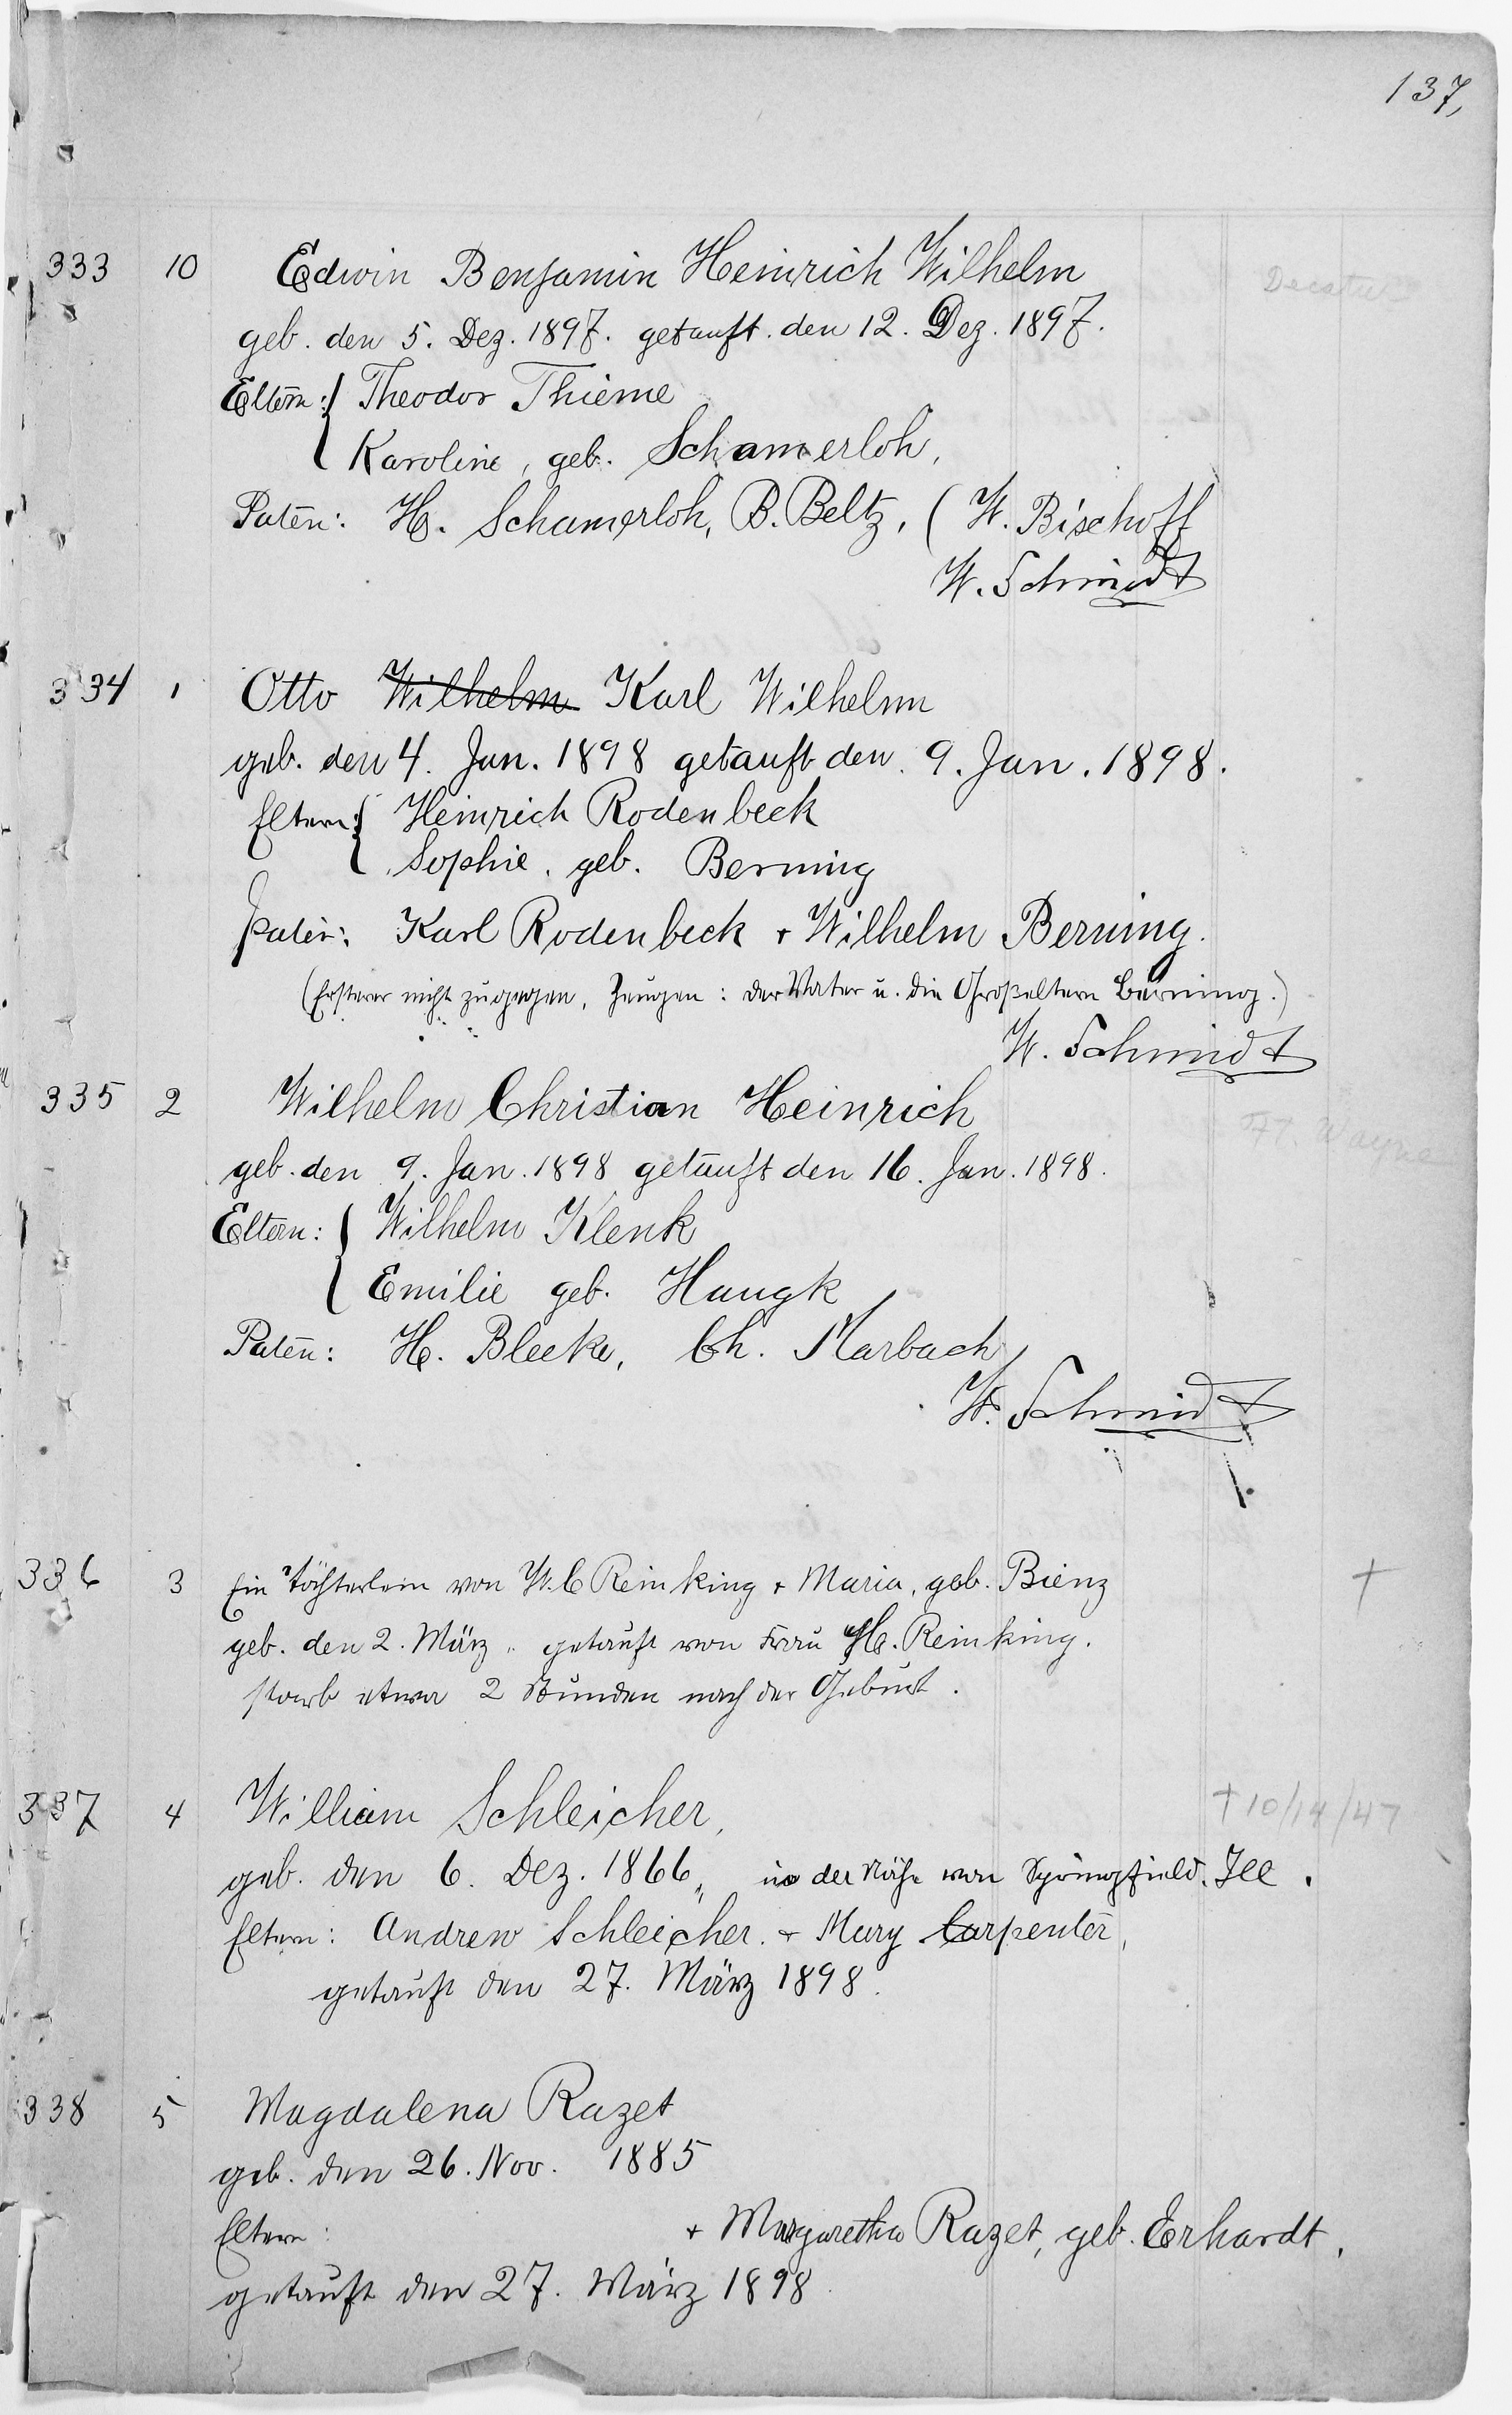 137,
333 10 Edwin Benjamin Heinrich Wilhelm Decatur
geb. den 5. Dez. 1897. getauft. den 12. Dez. 1897.
Eltern: Theodor Thieme
Karoline, geb. Schamerloh,
Paten: H. Schamerloh, B. Beltz, (W. Bischoff
W. Schmidt
334 1 Otto ~~Wilhelm~~ Karl Wilhelm
geb. den 4. Jan. 1898 getauft den 9. Jan. 1898.
Eltern: Heinrich Rodenbeck
Sophie, geb. Berning
Paten: Karl Rodenbeck + Wilhelm Berning.
(Ersterer nicht zugegen, Zeugen: der Vater u. die Großeltern Berning.)
W. Schmidt
335 2 Wilhelm Christian Heinrich Ft. Wayne
geb. den 9. Jan. 1898 getauft den 16. Jan. 1898.
Eltern: Wilhelm Klenk
Emilie geb. Haugk
Paten: H. Bleeke, Ch. Marbach
W. Schmidt
336 3 Ein Töchterlein von W. C Reinking + Maria, geb. Bienz †
geb. den 2. März. getauft von Frau H. Reinking.
starb etwa 2 Stunden nach der Geburt.
337 4 William Schleicher, † 10/14/47
geb. den 6. Dez. 1866, in der Nähe von Springfield. Ill.
Eltern: Andrew Schleicher. + Mary Carpenter,
getauft den 27. März 1898.
338 5 Magdalena Razet
geb. den 26. Nov. 1885
Eltern: + Margaretha Razet, geb. Erhardt,
getauft den 27. März 1898